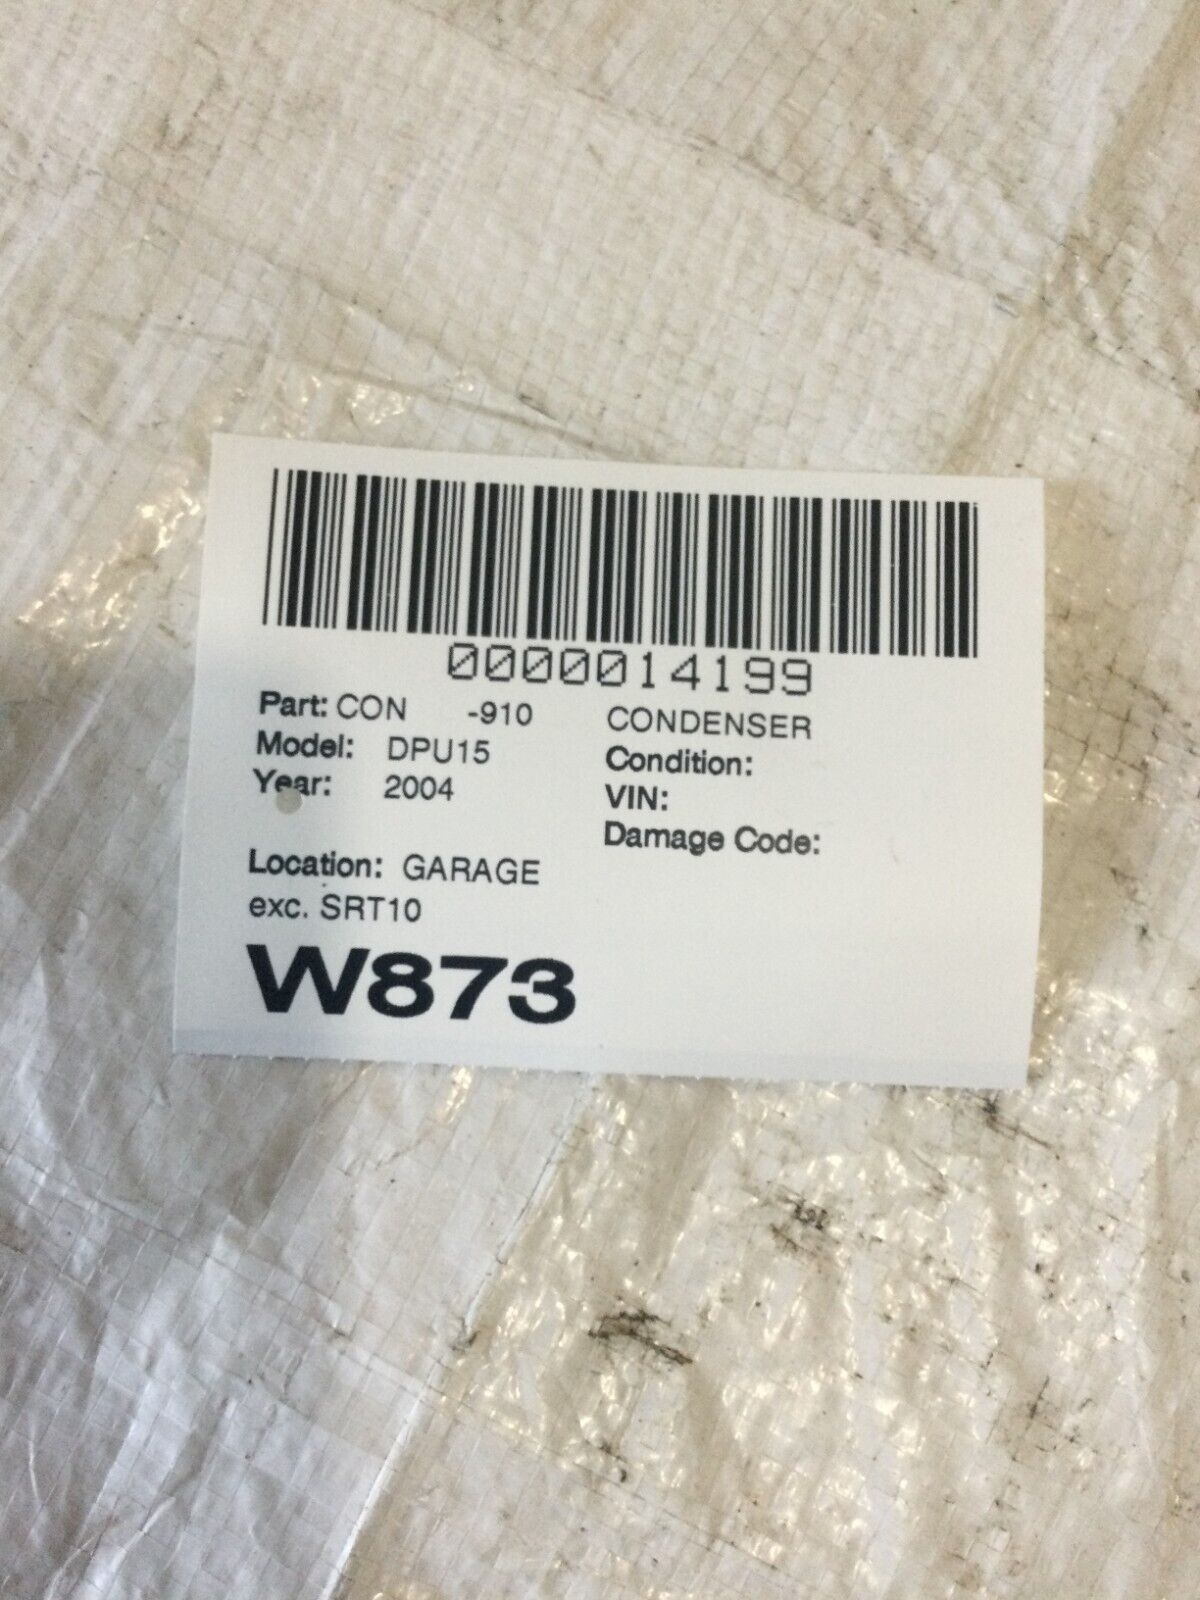 0000014199
Part: CON -910 CONDENSER
Model: DPU15 Condition:
Year: 2004 VIN:
Damage Code:
Location: GARAGE
exc. SRT10
W873